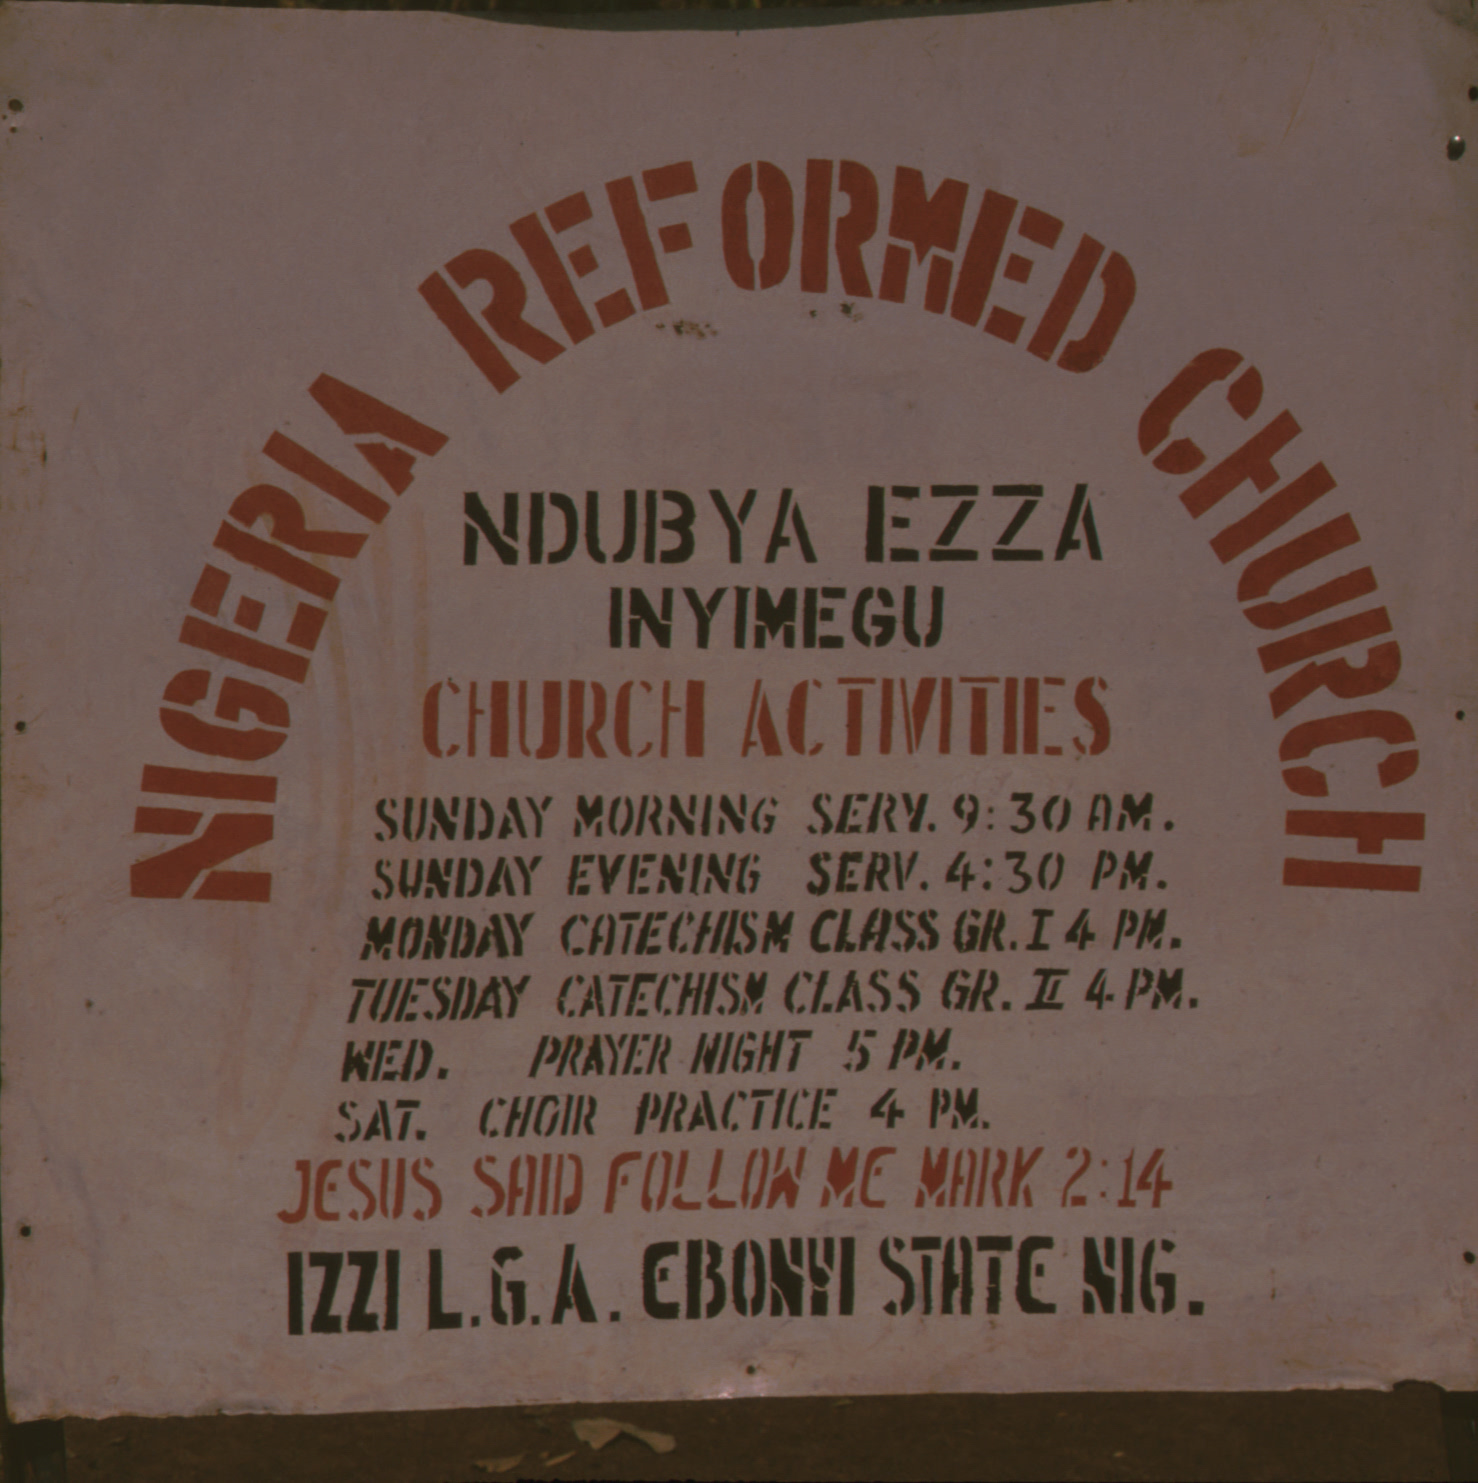 NIGERIA REFORMED CHURCH
NDUBYA EZZA
INYIMEGU
CHURCH ACTIVITIES
SUNDAY MORNING SERV. 9:30 AM.
SUNDAY EVENING SERV. 4:30 PM.
MONDAY CATECHISM CLASS GR. I 4 PM.
TUESDAY CATECHISM CLASS GR. II 4 PM.
WED. PRAYER NIGHT 5 PM.
SAT. CHOIR PRACTICE 4 PM.
JESUS SAID FOLLOW ME MARK 2:14
IZZI L.G.A. EBONYI STATE NIG.